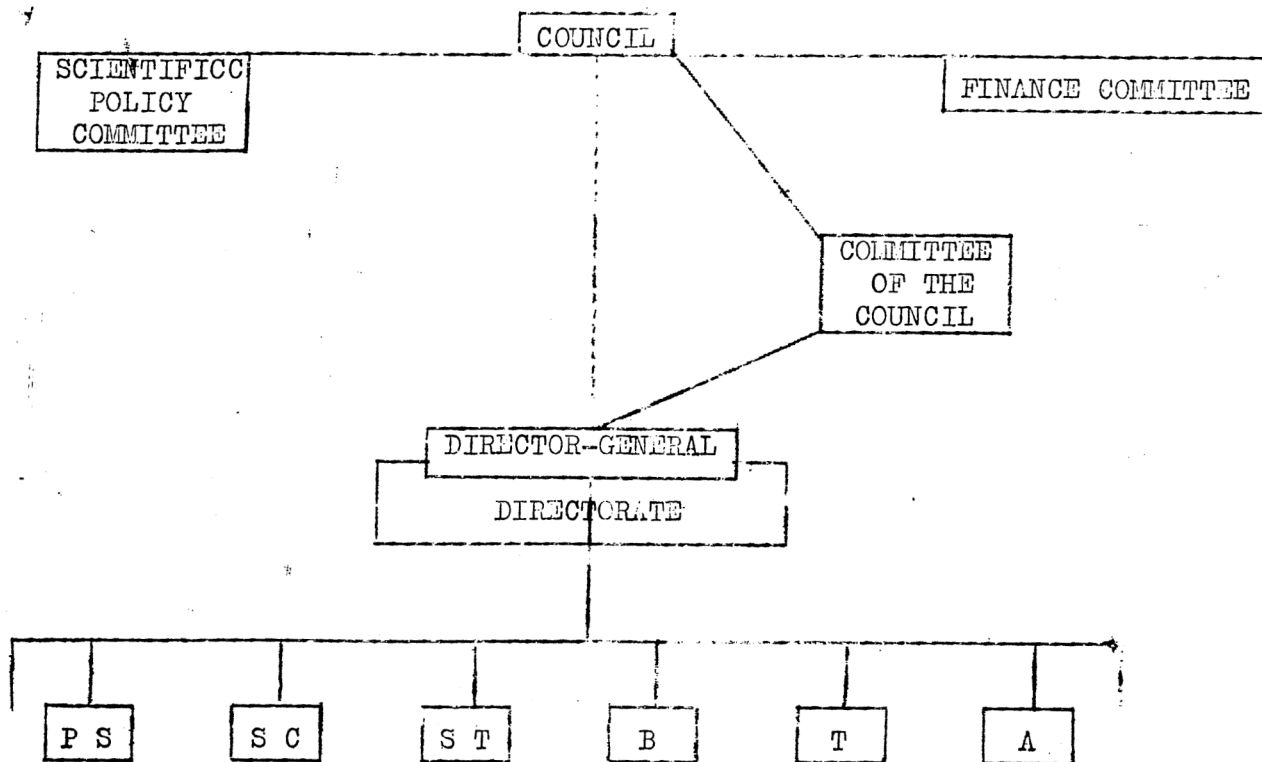 COUNCIL
SCIENTIFICC
POLICY
COMMITTEE
FINANCE COMMITTEE
COMMITTEE
OF THE
COUNCIL
DIRECTOR-GENERAL
DIRECTORATE
P S
S C
S T
B
T
A